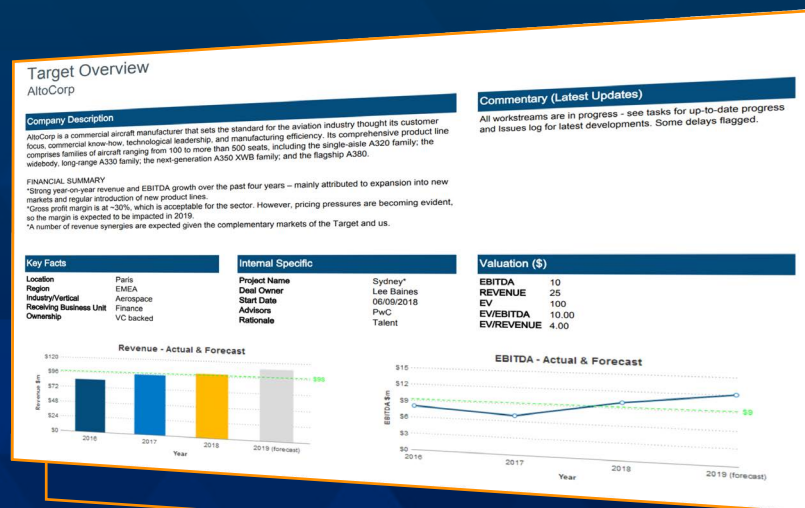 Target Overview
AltoCorp
Company Description
AltoCorp is a commercial aircraft manufacturer that sets the standard for the aviation industry thought its customer
focus, commercial know-how, technological leadership, and manufacturing efficiency. Its comprehensive product line
comprises families of aircraft ranging from 100 to more than 500 seats, including the single-aisle A320 family; the
widebody, long-range A330 family; the next-generation A350 XWB family; and the flagship A380.
FINANCIAL SUMMARY
*Strong year-on-year revenue and EBITDA growth over the past four years – mainly attributed to expansion into new
markets and regular introduction of new product lines.
*Gross profit margin is at ~30%, which is acceptable for the sector. However, pricing pressures are becoming evident,
so the margin is expected to be impacted in 2019.
*A number of revenue synergies are expected given the complementary markets of the Target and us.
Commentary (Latest Updates)
All workstreams are in progress - see tasks for up-to-date progress
and Issues log for latest developments. Some delays flagged.
Key Facts
Location Paris
Region EMEA
Industry/Vertical Aerospace
Receiving Business Unit Finance
Ownership VC backed
Internal Specific
Project Name Sydney*
Deal Owner Lee Baines
Start Date 06/09/2018
Advisors PwC
Rationale Talent
Valuation ($)
EBITDA 10
REVENUE 25
EV 100
EV/EBITDA 10.00
EV/REVENUE 4.00
Revenue - Actual & Forecast
Revenue $m
$120
$96
$72
$48
$24
$0
$95
2016
2017
2018
2019 (forecast)
Year
EBITDA - Actual & Forecast
EBITDA $m
$15
$12
$9
$6
$3
$0
$9
2016
2017
2018
2019 (forecast)
Year